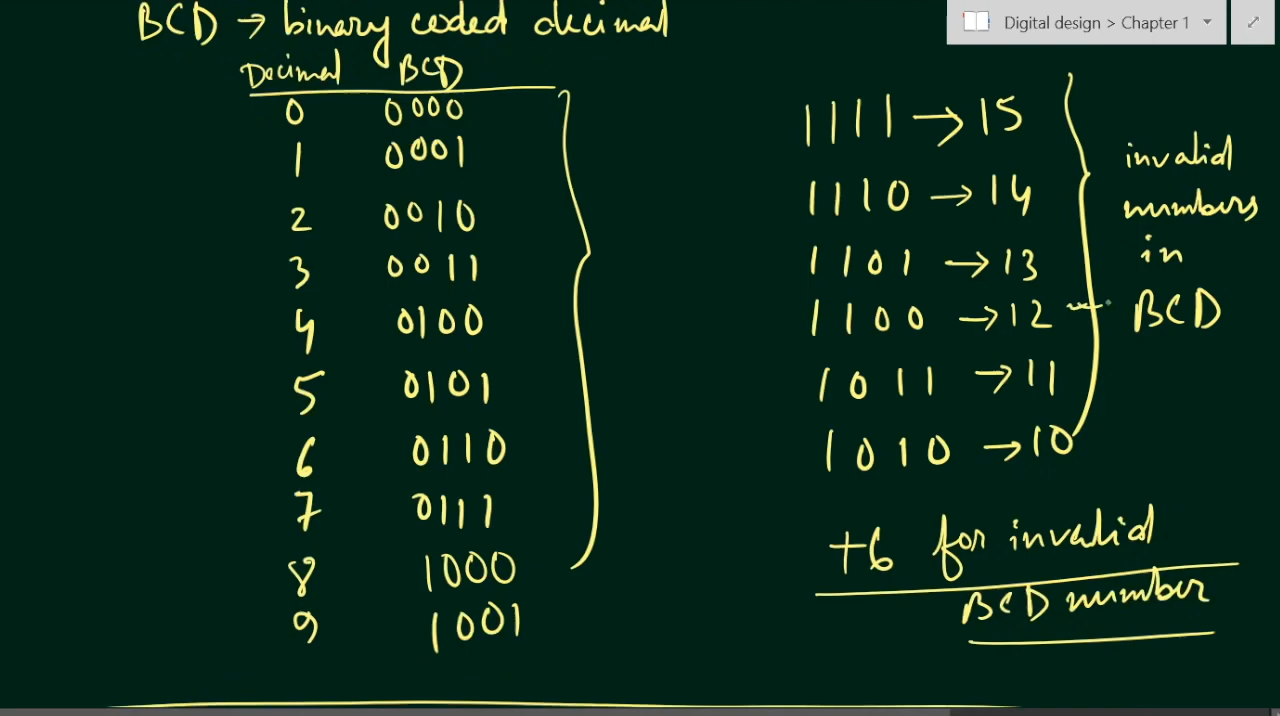 BCD → binary coded decimal
Digital design > Chapter 1
Decimal BCD
0 0000
1 0001
2 0010
3 0011
4 0100
5 0101
6 0110
7 0111
8 1000
9 1001
1111 → 15
1110 → 14
1101 → 13
1100 → 12
1011 → 11
1010 → 10
invalid
numbers
in
BCD
+6 for invalid
BCD number